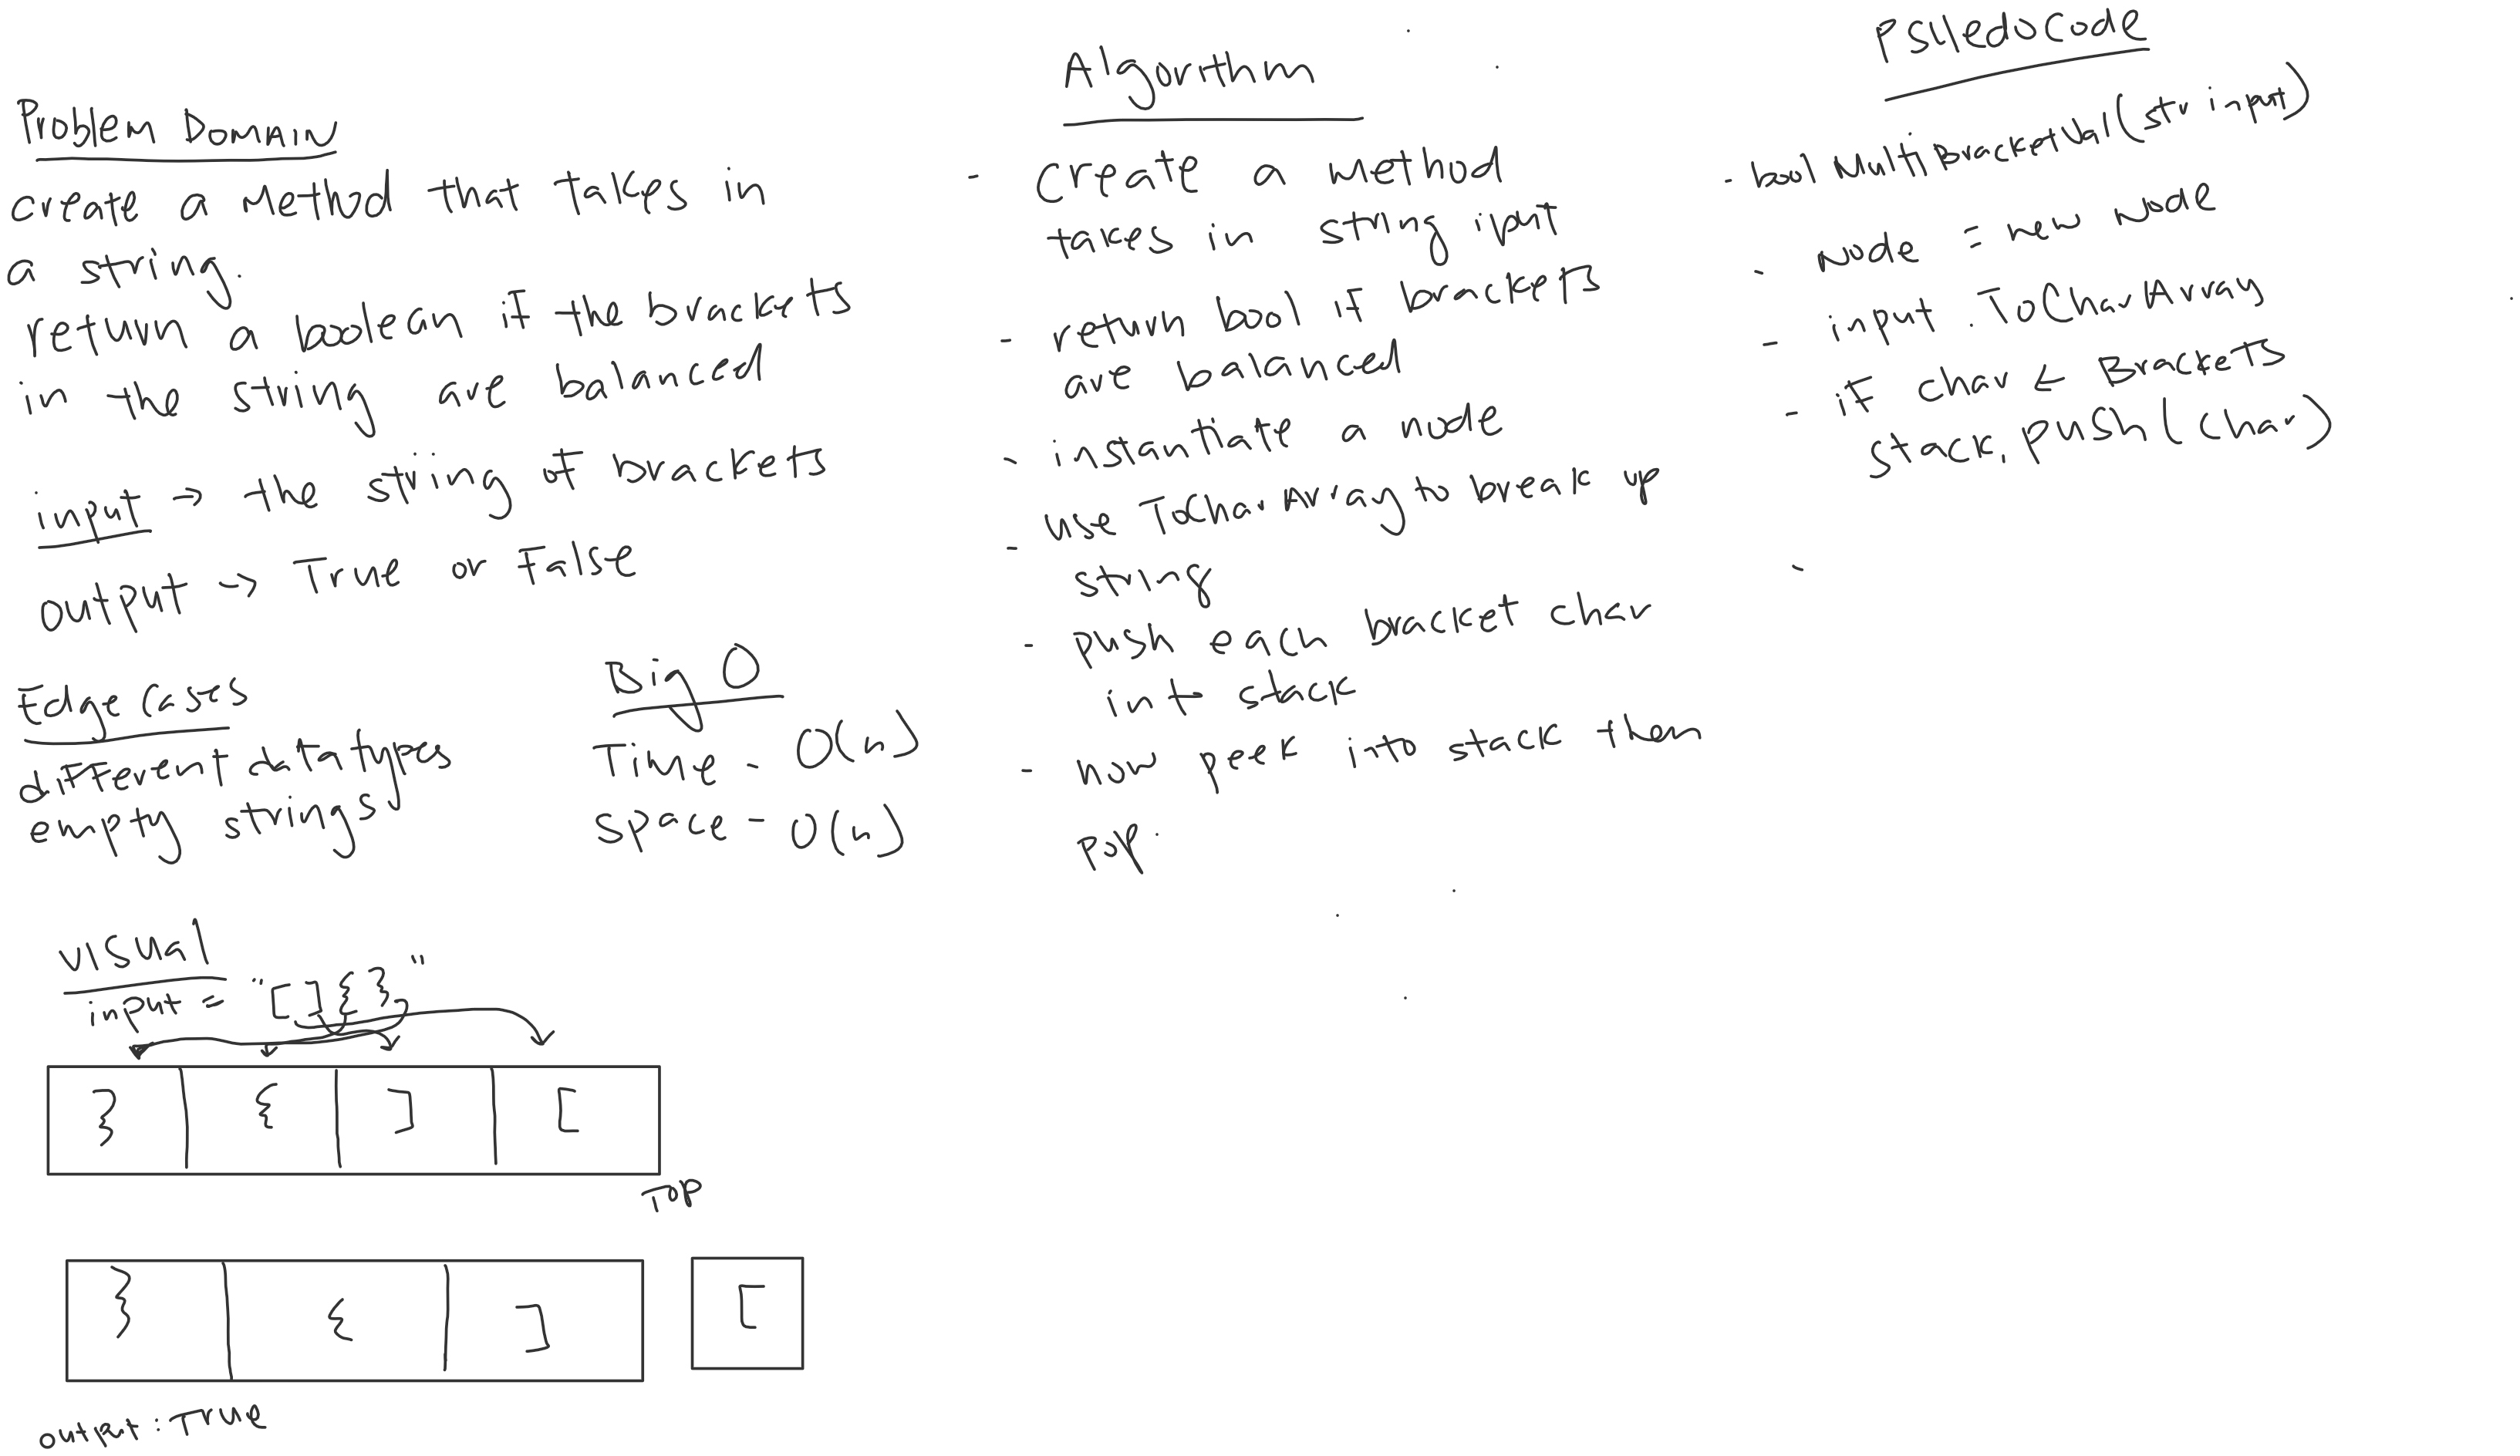 Problem Domain
create a method that takes in
a string.
return a boolean if the brackets
in the string are balanced
input -> the string of brackets
output -> True or False
Edge Cases
different data types
empty strings
Big O
Time - O(n)
Space - O(n)
Visual
input = "[]{}"
} { ] [
TOP
} { ] [
output: True
Algorithm
- create a method
takes in string input
- return bool if brackets
are balanced
- instantiate a node
- use ToCharArray to break up
string
- push each bracket char
int stack
- now peek into stack then
pop.
Psuedocode
- bool multiBracketVal(str input)
- Node = new node
- input.ToCharArray
- if char < Brackets
stack.push(char)
-